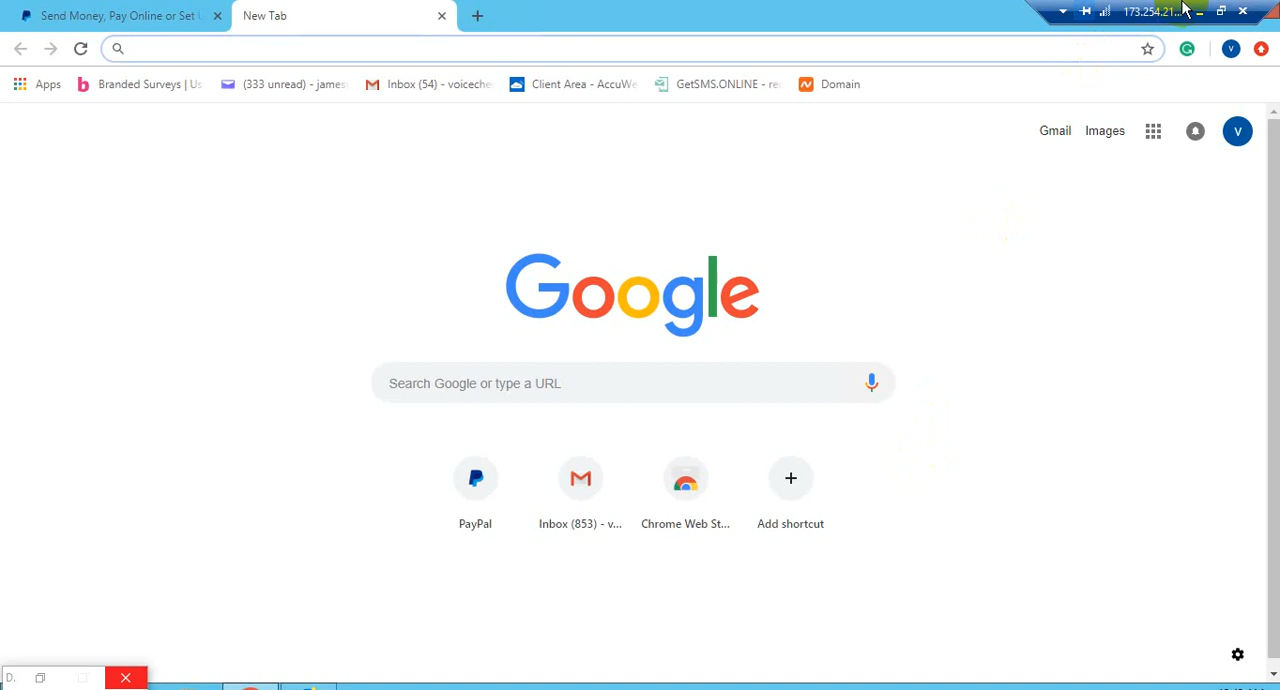 Send Money, Pay Online or Set U
New Tab
173.254.21...
Apps
Branded Surveys | Us
(333 unread) - james
Inbox (54) - voiceche
Client Area - AccuWe
GetSMS.ONLINE - re
Domain
Gmail
Images
V
V
Google
Search Google or type a URL
PayPal
Inbox (853) - v...
Chrome Web St...
Add shortcut
D.